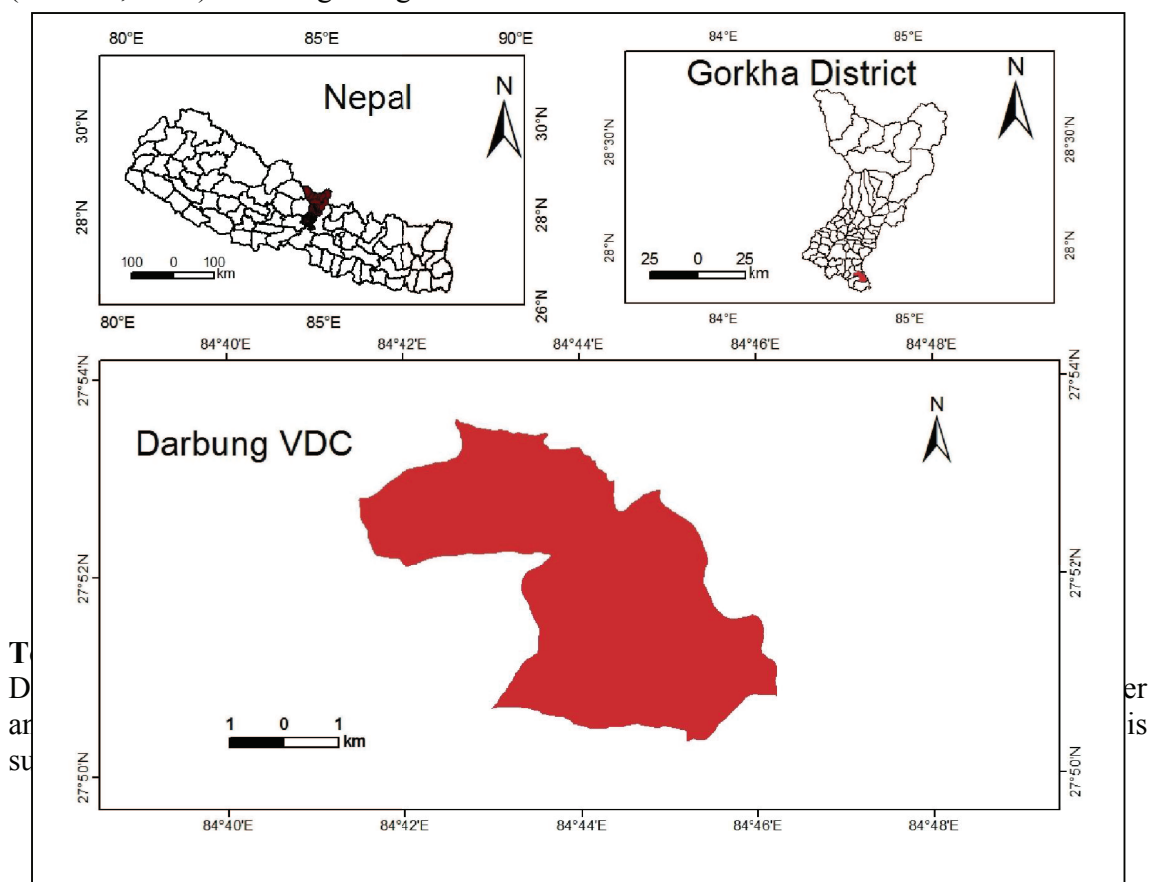 80°E 85°E 90°E
Nepal
N
30°N 30°N
28°N 28°N
26°N
100 0 100
km
80°E 85°E
84°E 85°E
Gorkha District
N
28°30'N 28°30'N
28°N 28°N
25 0 25
km
84°E 85°E
84°40'E 84°42'E 84°44'E 84°46'E 84°48'E
27°54'N 27°54'N
Darbung VDC
N
27°52'N 27°52'N
er
is
1 0 1
km
27°50'N 27°50'N
84°40'E 84°42'E 84°44'E 84°46'E 84°48'E